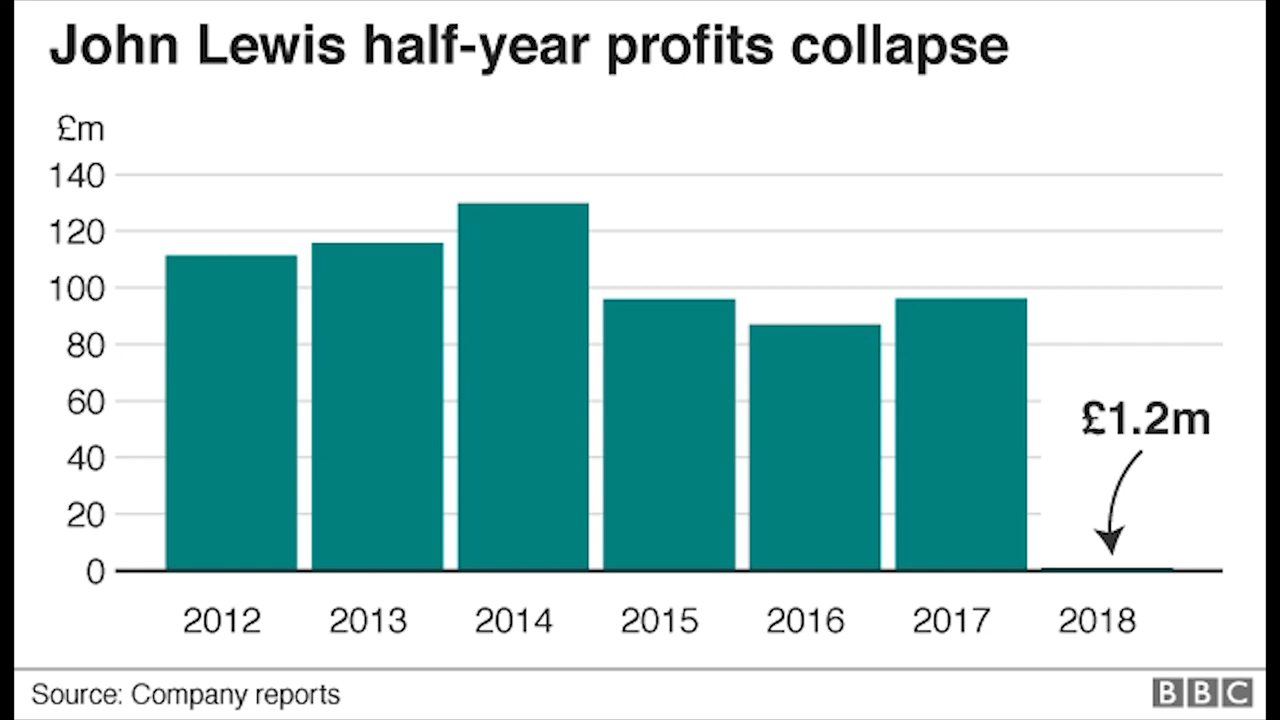 John Lewis half-year profits collapse
£m
140
120
100
80
60
40
20
0
£1.2m
2012 2013 2014 2015 2016 2017 2018
Source: Company reports
BBC